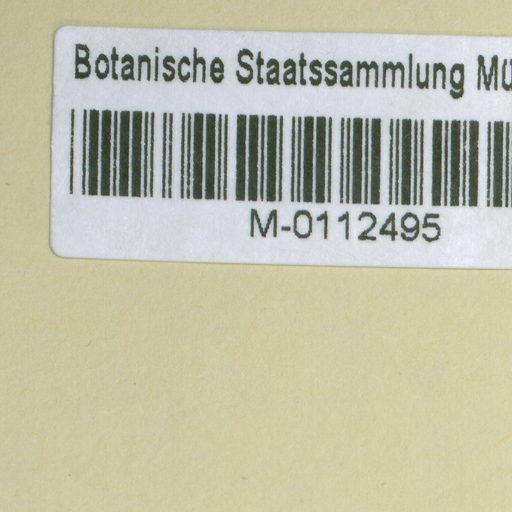 Botanische Staatssammlung Mü
M-0112495